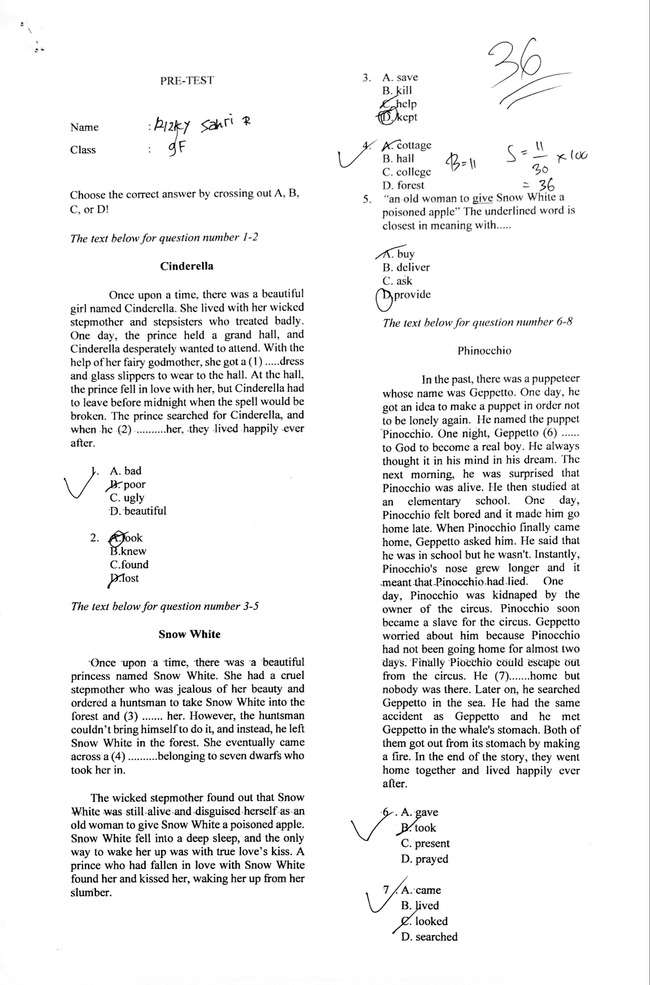 PRE-TEST
Name : RIZKY Sahri R
Class : 9F
Choose the correct answer by crossing out A, B,
C, or D!
The text below for question number 1-2
Cinderella
Once upon a time, there was a beautiful
girl named Cinderella. She lived with her wicked
stepmother and stepsisters who treated badly.
One day, the prince held a grand hall, and
Cinderella desperately wanted to attend. With the
help of her fairy godmother, she got a (1) .....dress
and glass slippers to wear to the hall. At the hall,
the prince fell in love with her, but Cinderella had
to leave before midnight when the spell would be
broken. The prince searched for Cinderella, and
when he (2) ..........her, they lived happily ever
after.
1. A. bad
B. poor
C. ugly
D. beautiful
2. A. took
B.knew
C.found
D.lost
The text below for question number 3-5
Snow White
Once upon a time, there was a beautiful
princess named Snow White. She had a cruel
stepmother who was jealous of her beauty and
ordered a huntsman to take Snow White into the
forest and (3) ....... her. However, the huntsman
couldn't bring himself to do it, and instead, he left
Snow White in the forest. She eventually came
across a (4) ..........belonging to seven dwarfs who
took her in.
The wicked stepmother found out that Snow
White was still alive and disguised herself as an
old woman to give Snow White a poisoned apple.
Snow White fell into a deep sleep, and the only
way to wake her up was with true love's kiss. A
prince who had fallen in love with Snow White
found her and kissed her, waking her up from her
slumber.
3. A. save
B. kill
C. help
D. kept
36
4. A. cottage
B. hall
C. college
D. forest
B = 11
S = 11/30 x 100
= 36
5. "an old woman to give Snow White a
poisoned apple" The underlined word is
closest in meaning with.....
A. buy
B. deliver
C. ask
D. provide
The text below for question number 6-8
Phinocchio
In the past, there was a puppeteer
whose name was Geppetto. One day, he
got an idea to make a puppet in order not
to be lonely again. He named the puppet
Pinocchio. One night, Geppetto (6) ......
to God to become a real boy. He always
thought it in his mind in his dream. The
next morning, he was surprised that
Pinocchio was alive. He then studied at
an elementary school. One day,
Pinocchio felt bored and it made him go
home late. When Pinocchio finally came
home, Geppetto asked him. He said that
he was in school but he wasn't. Instantly,
Pinocchio's nose grew longer and it
meant that Pinocchio had lied. One
day, Pinocchio was kidnaped by the
owner of the circus. Pinocchio soon
became a slave for the circus. Geppetto
worried about him because Pinocchio
had not been going home for almost two
days. Finally Piocchio could escape out
from the circus. He (7).......home but
nobody was there. Later on, he searched
Geppetto in the sea. He had the same
accident as Geppetto and he met
Geppetto in the whale's stomach. Both of
them got out from its stomach by making
a fire. In the end of the story, they went
home together and lived happily ever
after.
6. A. gave
B. took
C. present
D. prayed
7. A. came
B. lived
C. looked
D. searched